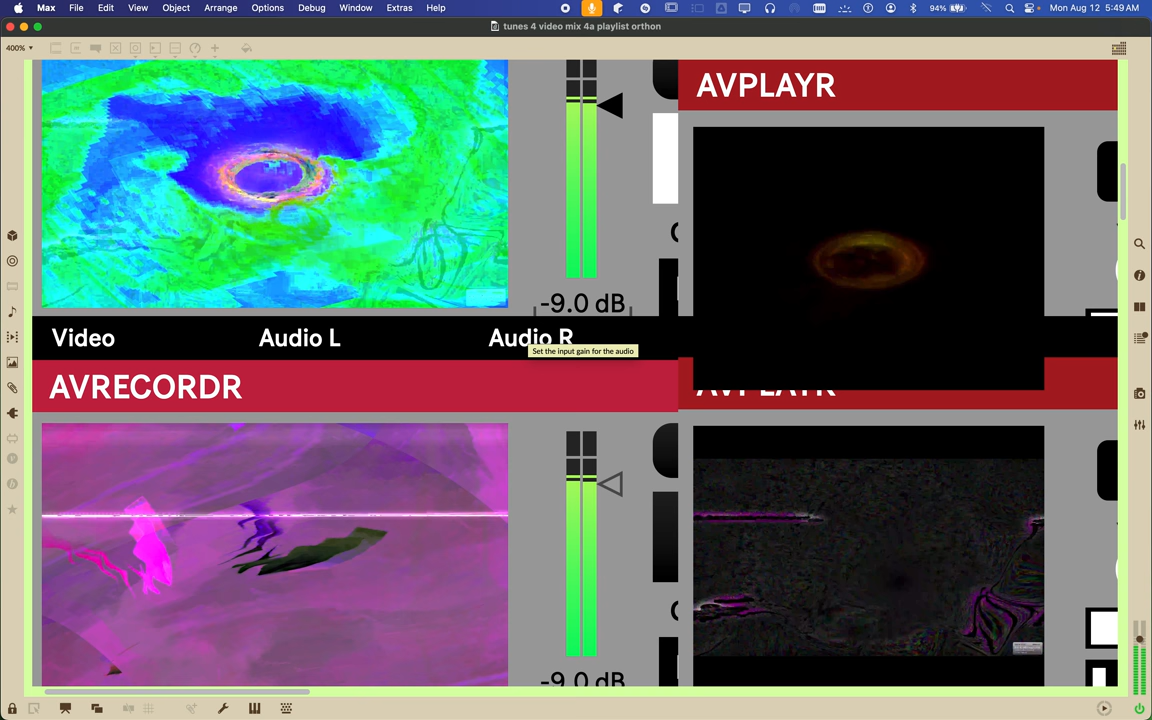 Max File Edit View Object Arrange Options Debug Window Extras Help 94% Mon Aug 12 5:49 AM
tunes 4 video mix 4a playlist orthon
400%
AVPLAYR
-9.0 dB
Video Audio L Audio R
Set the input gain for the audio
AVRECORDR
AVPLAYR
-9.0 dB